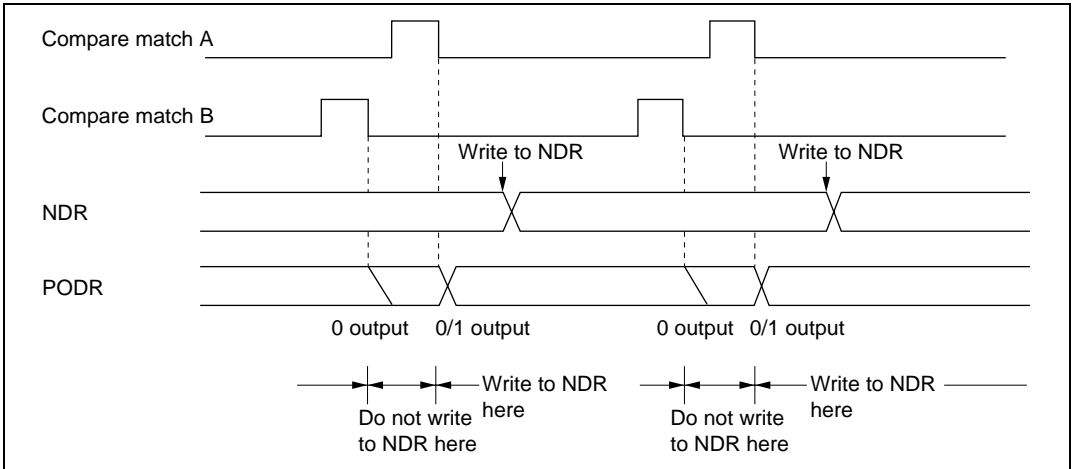 Compare match A
Compare match B
Write to NDR Write to NDR
NDR
PODR
0 output 0/1 output 0 output 0/1 output
Write to NDR here Write to NDR here
Do not write to NDR here Do not write to NDR here